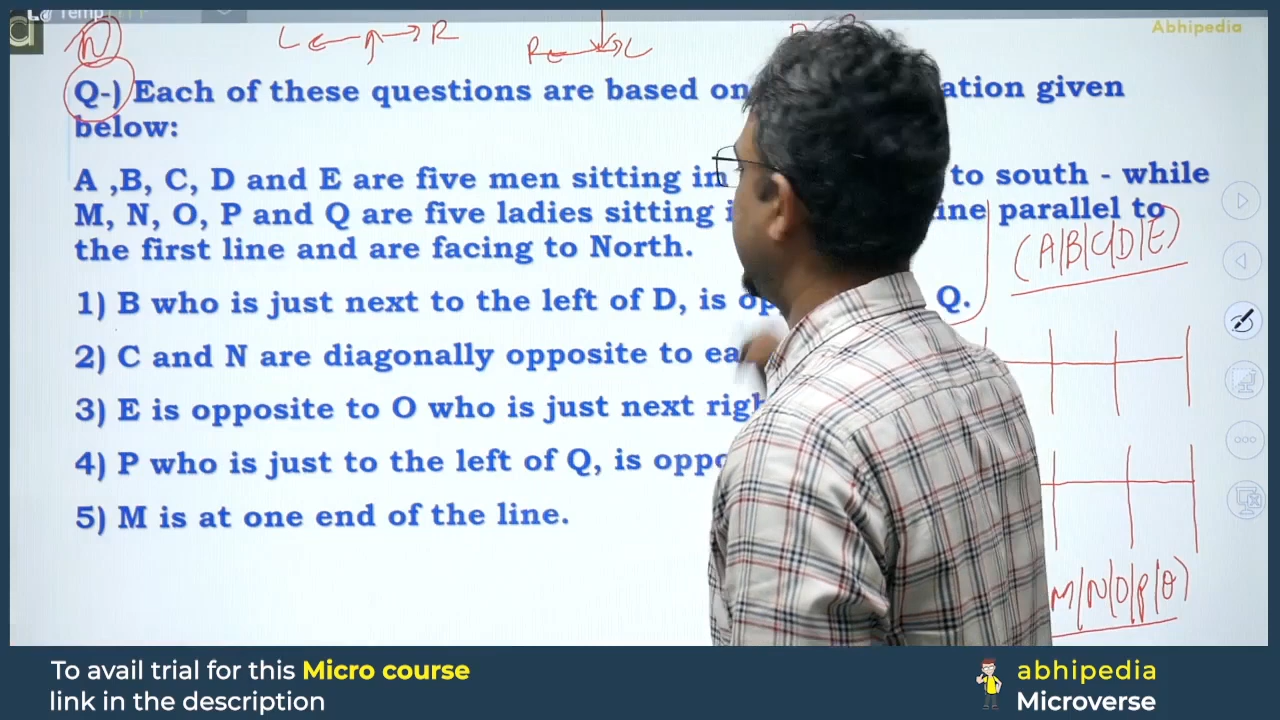 Temp
Abhipedia
n
L R R L
Q-) Each of these questions are based on ation given
below:
A ,B, C, D and E are five men sitting in to south - while
M, N, O, P and Q are five ladies sitting i ine parallel to
the first line and are facing to North.
(A|B|C|D|E)
1) B who is just next to the left of D, is op Q.
2) C and N are diagonally opposite to ea
3) E is opposite to O who is just next rig
4) P who is just to the left of Q, is oppo
5) M is at one end of the line.
M|N|O|P|Q)
To avail trial for this Micro course
link in the description
abhipedia
Microverse